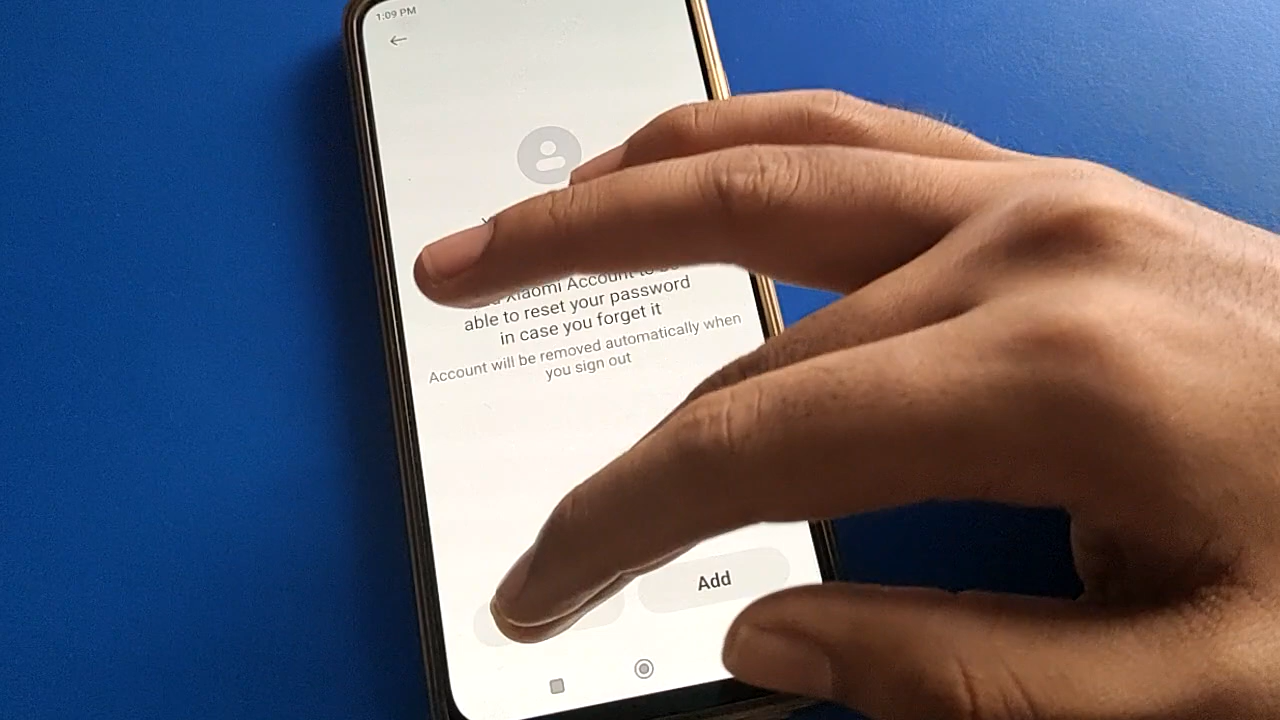 1:09 PM
Xiaomi Account to
able to reset your password
in case you forget it
Account will be removed automatically when
you sign out
Add